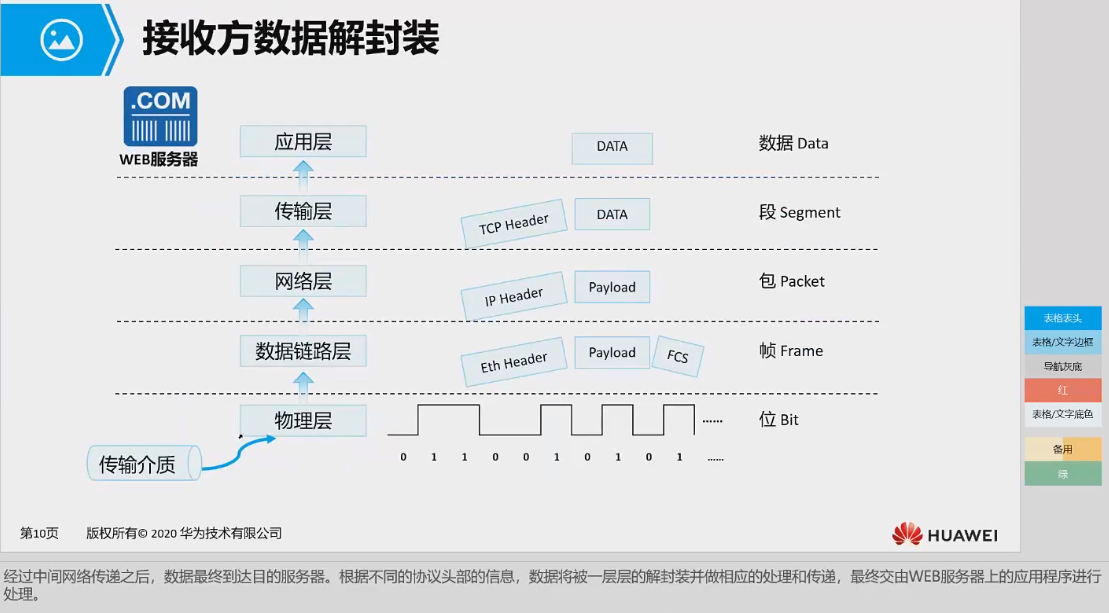 接收方数据解封装
.COM
WEB服务器
应用层
DATA
数据 Data
传输层
TCP Header
DATA
段 Segment
网络层
IP Header
Payload
包 Packet
数据链路层
Eth Header
Payload
FCS
帧 Frame
物理层
......
位 Bit
传输介质
0 1 1 0 0 1 0 1 0 1 ......
第10页 版权所有© 2020 华为技术有限公司
HUAWEI
表格表头
表格/文字边框
导航灰底
红
表格/文字底色
备用
绿
经过中间网络传递之后，数据最终到达目的服务器。根据不同的协议头部的信息，数据将被一层层的解封装并做相应的处理和传递，最终交由WEB服务器上的应用程序进行
处理。